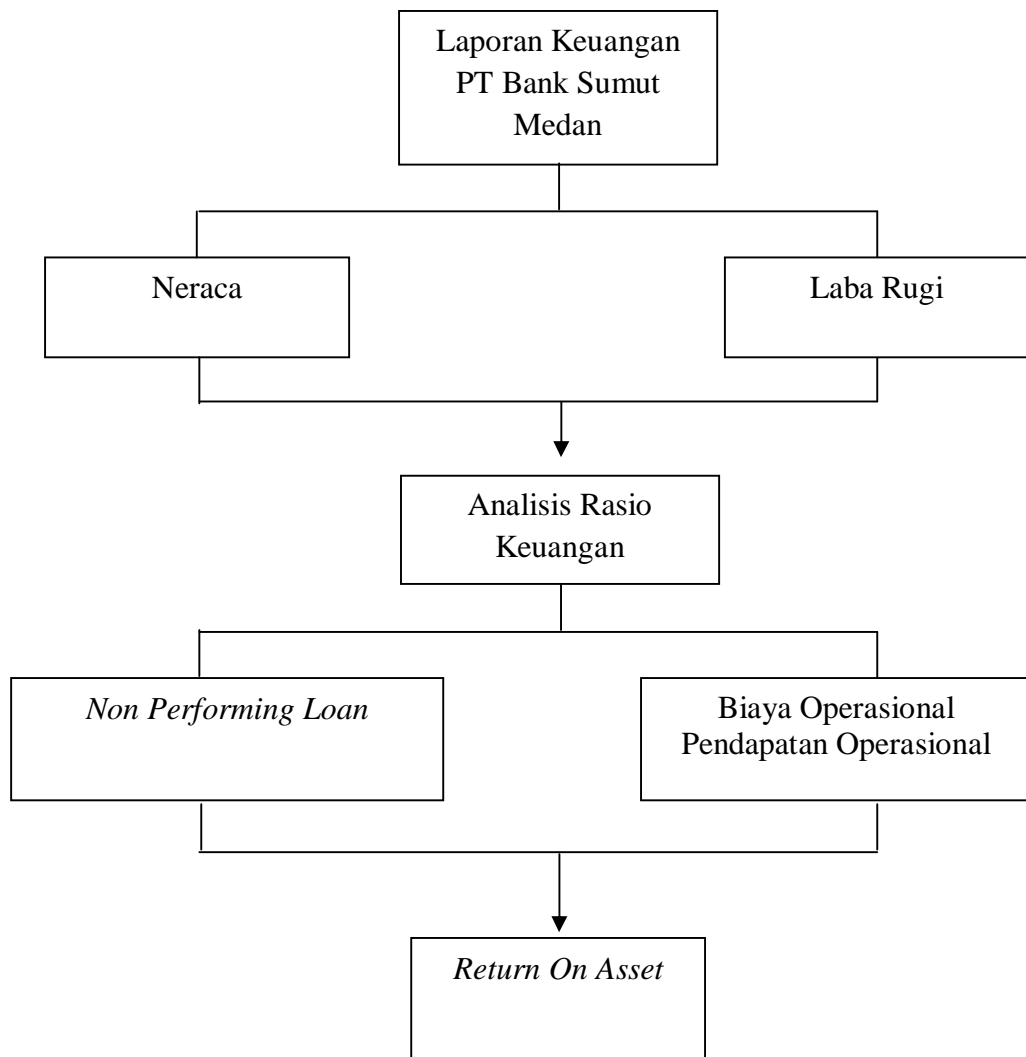 Laporan Keuangan
PT Bank Sumut
Medan
Neraca
Laba Rugi
Analisis Rasio
Keuangan
Non Performing Loan
Biaya Operasional
Pendapatan Operasional
Return On Asset